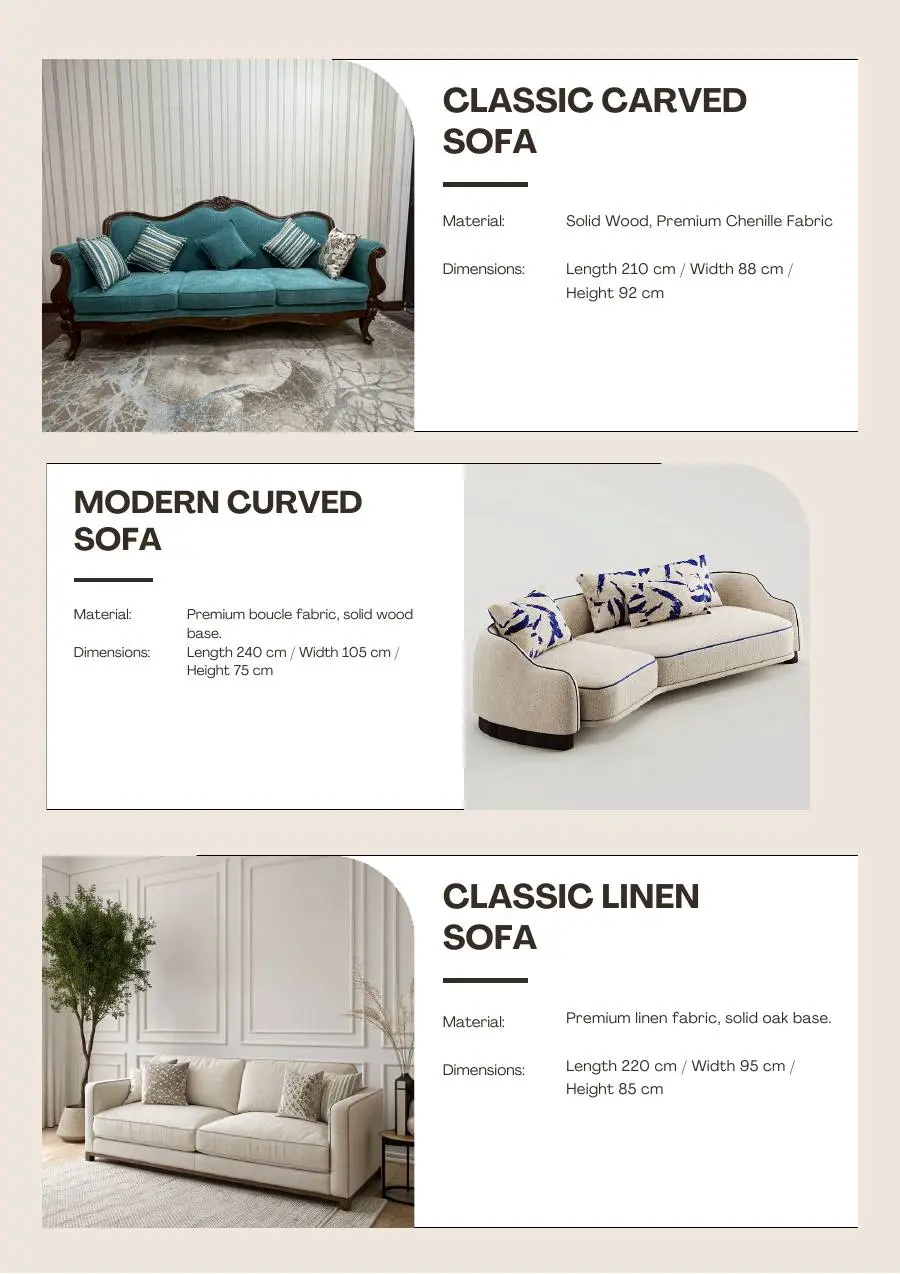 CLASSIC CARVED
SOFA
Material: Solid Wood, Premium Chenille Fabric
Dimensions: Length 210 cm / Width 88 cm /
Height 92 cm
MODERN CURVED
SOFA
Material: Premium boucle fabric, solid wood
base.
Dimensions: Length 240 cm / Width 105 cm /
Height 75 cm
CLASSIC LINEN
SOFA
Material: Premium linen fabric, solid oak base.
Dimensions: Length 220 cm / Width 95 cm /
Height 85 cm